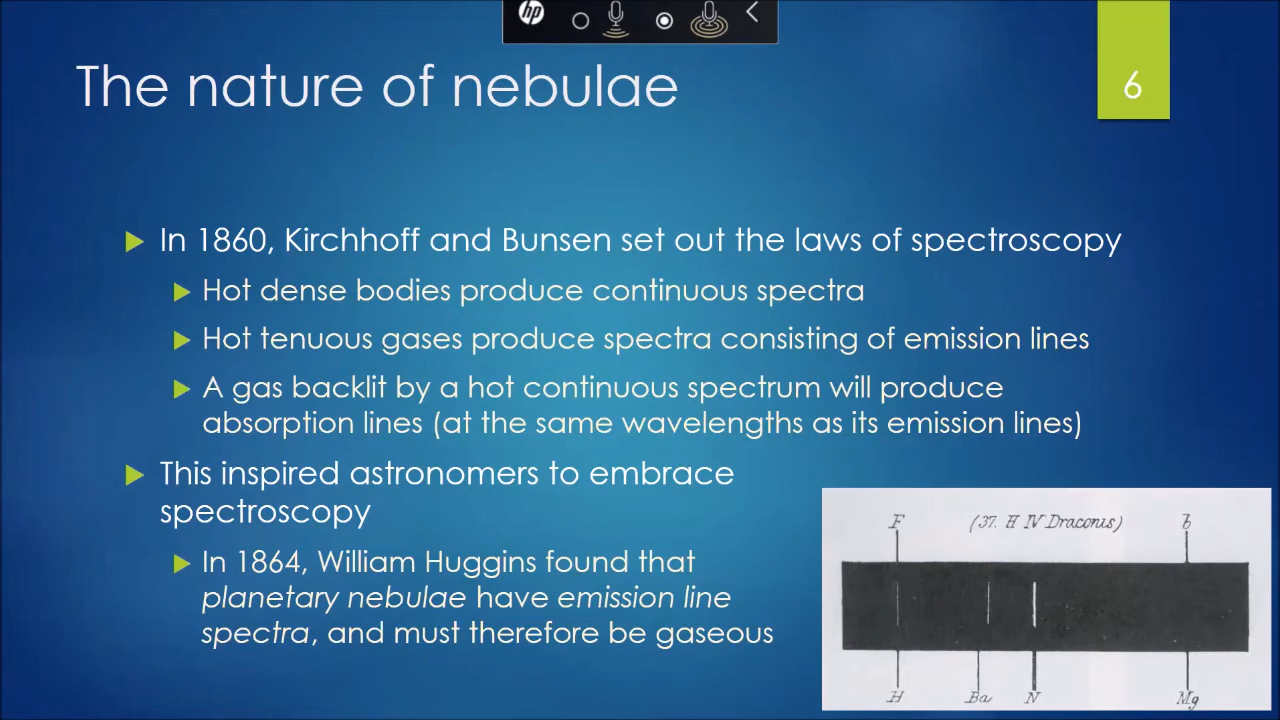 hp
The nature of nebulae
6
In 1860, Kirchhoff and Bunsen set out the laws of spectroscopy
Hot dense bodies produce continuous spectra
Hot tenuous gases produce spectra consisting of emission lines
A gas backlit by a hot continuous spectrum will produce
absorption lines (at the same wavelengths as its emission lines)
This inspired astronomers to embrace
spectroscopy
In 1864, William Huggins found that
planetary nebulae have emission line
spectra, and must therefore be gaseous
F (37. H IV Draconis) b
H Ba N Mg